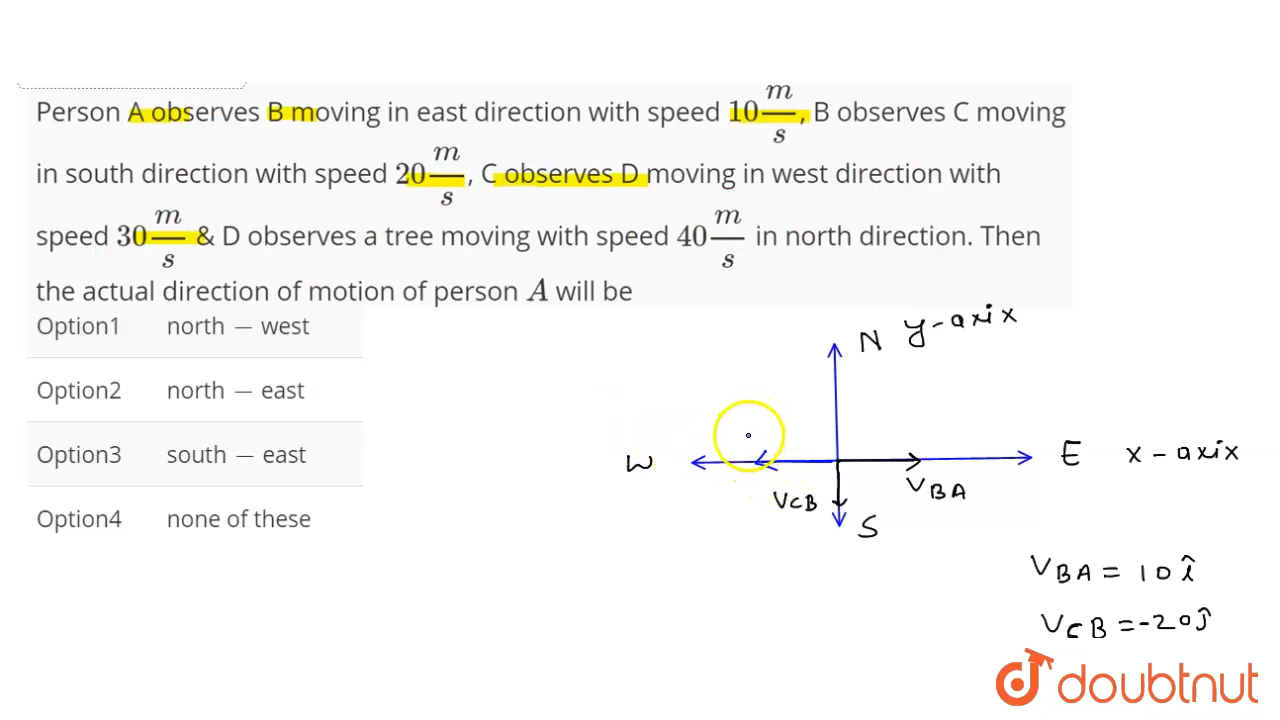 Person A observes B moving in east direction with speed 10 m/s, B observes C moving
in south direction with speed 20 m/s, C observes D moving in west direction with
speed 30 m/s & D observes a tree moving with speed 40 m/s in north direction. Then
the actual direction of motion of person A will be
Option1 north – west
Option2 north – east
Option3 south – east
Option4 none of these
N y-axix
W
E x-axix
VCB
VBA
S
VBA = 10 î
VCB = -20 ĵ
doubtnut